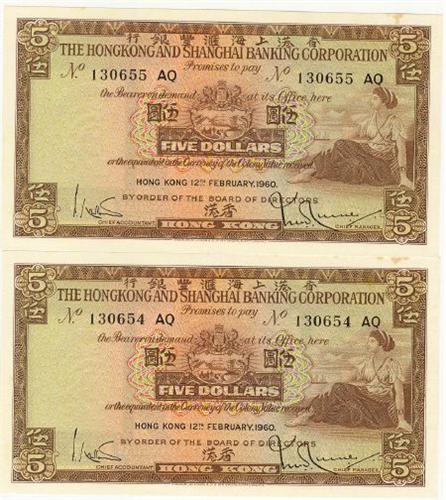 5 行銀豐滙海上港香 5
THE HONGKONG AND SHANGHAI BANKING CORPORATION
伍 Promises to pay
No 130655 AQ No 130655 AQ
the Bearer on demand at its Office here
圓伍
FIVE DOLLARS
or the equivalent in the Currency of the Colony Value received
HONG KONG 12TH FEBRUARY, 1960.
伍 BY ORDER OF THE BOARD OF DIRECTORS 伍
港香
5 CHIEF ACCOUNTANT HONG KONG CHIEF MANAGER 5
5 行銀豐滙海上港香 5
THE HONGKONG AND SHANGHAI BANKING CORPORATION
伍 Promises to pay
No 130654 AQ No 130654 AQ
the Bearer on demand at its Office here
圓伍
FIVE DOLLARS
or the equivalent in the Currency of the Colony Value received
HONG KONG 12TH FEBRUARY, 1960.
伍 BY ORDER OF THE BOARD OF DIRECTORS 伍
港香
5 CHIEF ACCOUNTANT HONG KONG CHIEF MANAGER 5